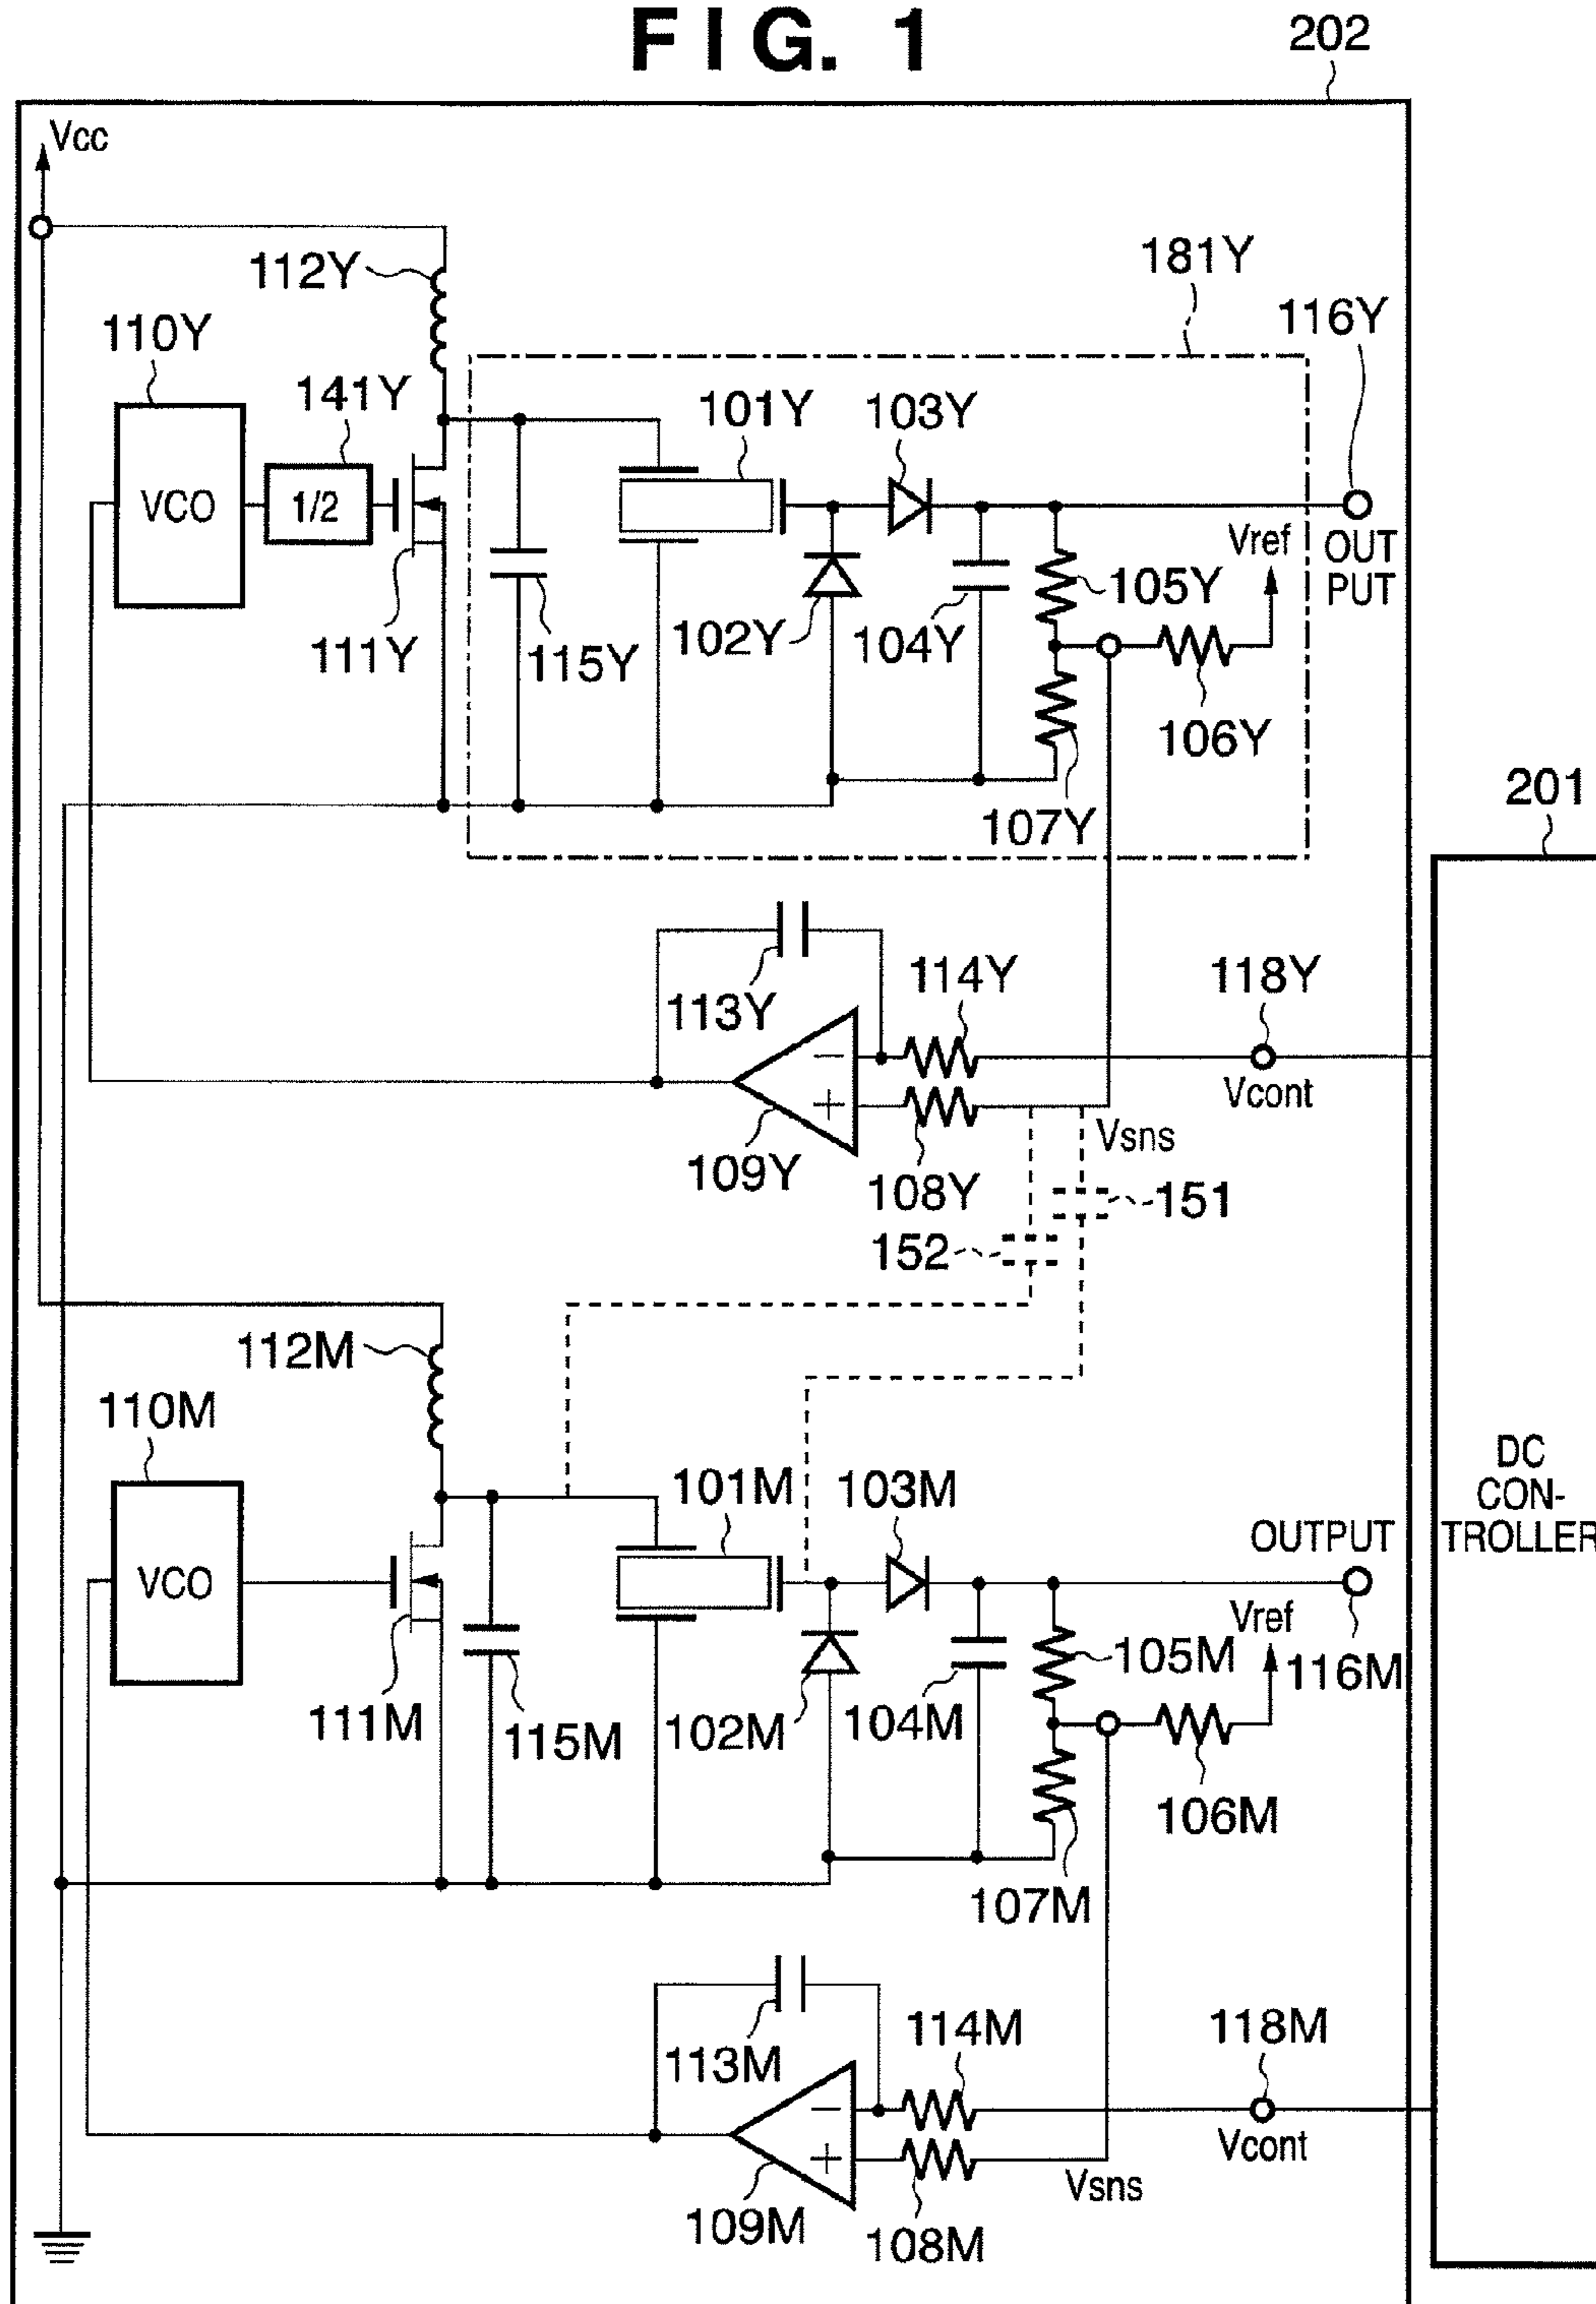 FIG. 1
202
Vcc
112Y
181Y
116Y
110Y
141Y
101Y
103Y
VCO
1/2
Vref
OUT
PUT
105Y
111Y
115Y
102Y
104Y
106Y
107Y
201
113Y
114Y
118Y
−
+
Vcont
Vsns
109Y
108Y
151
152
112M
110M
101M
103M
DC
CON-
TROLLER
OUTPUT
VCO
Vref
105M
116M
111M
115M
102M
104M
106M
107M
113M
114M
118M
−
+
Vcont
Vsns
109M
108M